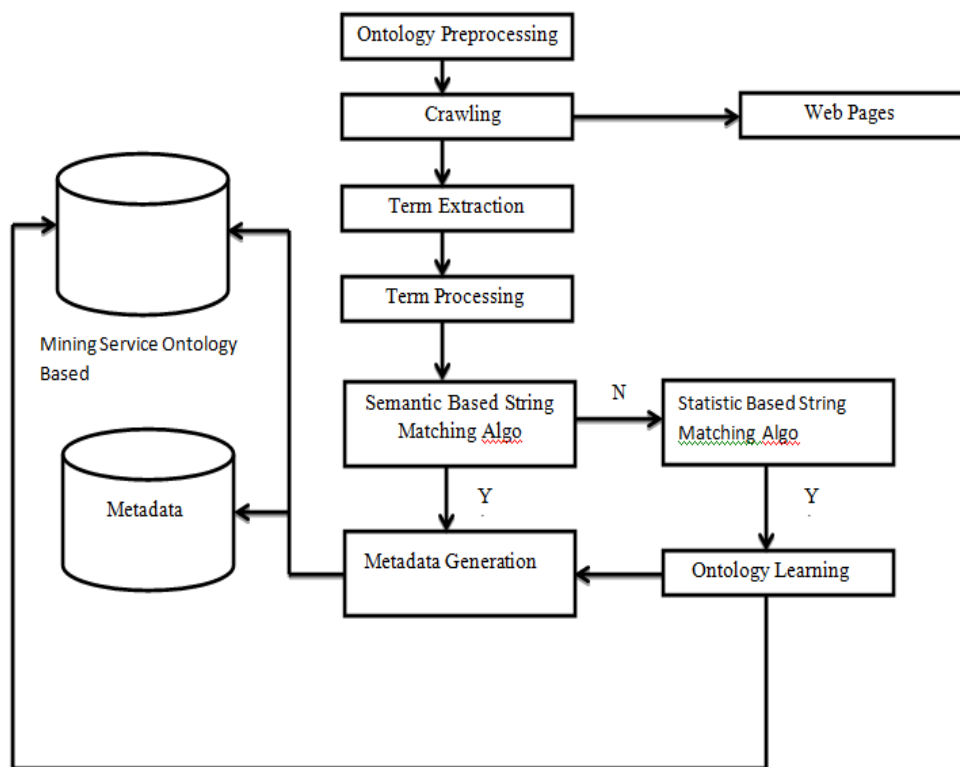 Ontology Preprocessing
Crawling
Web Pages
Term Extraction
Term Processing
Mining Service Ontology
Based
Semantic Based String
Matching Algo
N
Statistic Based String
Matching Algo
Y
Y
Metadata
Metadata Generation
Ontology Learning